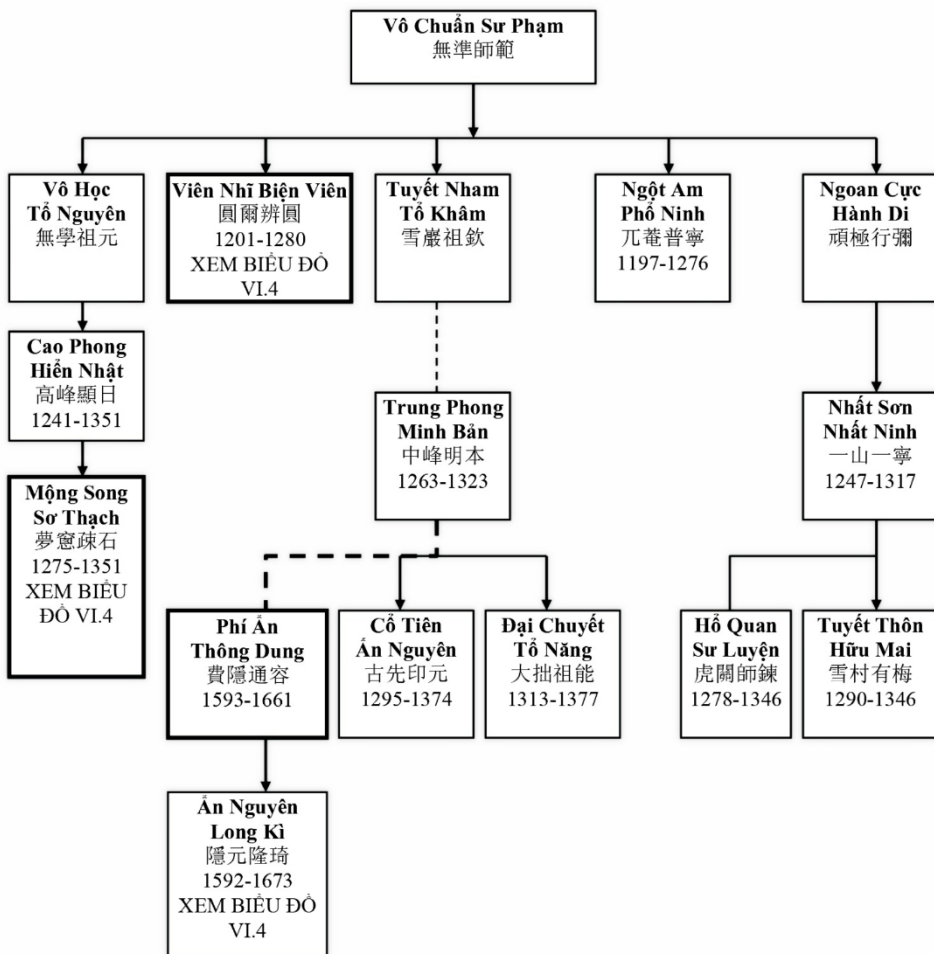 Vô Chuẩn Sư Phạm
無準師範
Vô Học
Tổ Nguyên
無學祖元
Viên Nhĩ Biện Viên
圓爾辨圓
1201-1280
XEM BIỂU ĐỒ
VI.4
Tuyết Nham
Tổ Khâm
雪巖祖欽
Ngột Am
Phổ Ninh
兀菴普寧
1197-1276
Ngoan Cực
Hành Di
頑極行彌
Cao Phong
Hiển Nhật
高峰顯日
1241-1351
Trung Phong
Minh Bản
中峰明本
1263-1323
Nhất Sơn
Nhất Ninh
一山一寧
1247-1317
Mộng Song
Sơ Thạch
夢窓疎石
1275-1351
XEM BIỂU
ĐỒ VI.4
Phí Ẩn
Thông Dung
費隱通容
1593-1661
Cổ Tiên
Ấn Nguyên
古先印元
1295-1374
Đại Chuyết
Tổ Năng
大拙祖能
1313-1377
Hổ Quan
Sư Luyện
虎關師鍊
1278-1346
Tuyết Thôn
Hữu Mai
雪村有梅
1290-1346
Ẩn Nguyên
Long Kì
隱元隆琦
1592-1673
XEM BIỂU ĐỒ
VI.4